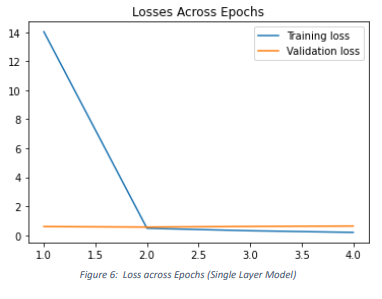 Losses Across Epochs
Training loss
Validation loss
14
12
10
8
6
4
2
0
1.0 1.5 2.0 2.5 3.0 3.5 4.0
Figure 6: Loss across Epochs (Single Layer Model)